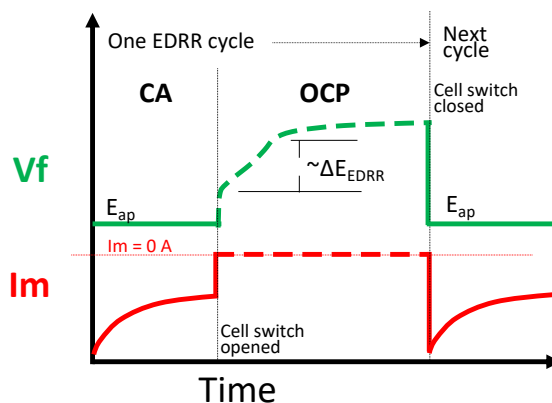 One EDRR cycle
Next
cycle
CA
OCP
Cell switch
closed
Vf
~ΔE_EDRR
E_ap
E_ap
Im = 0 A
Im
Cell switch
opened
Time